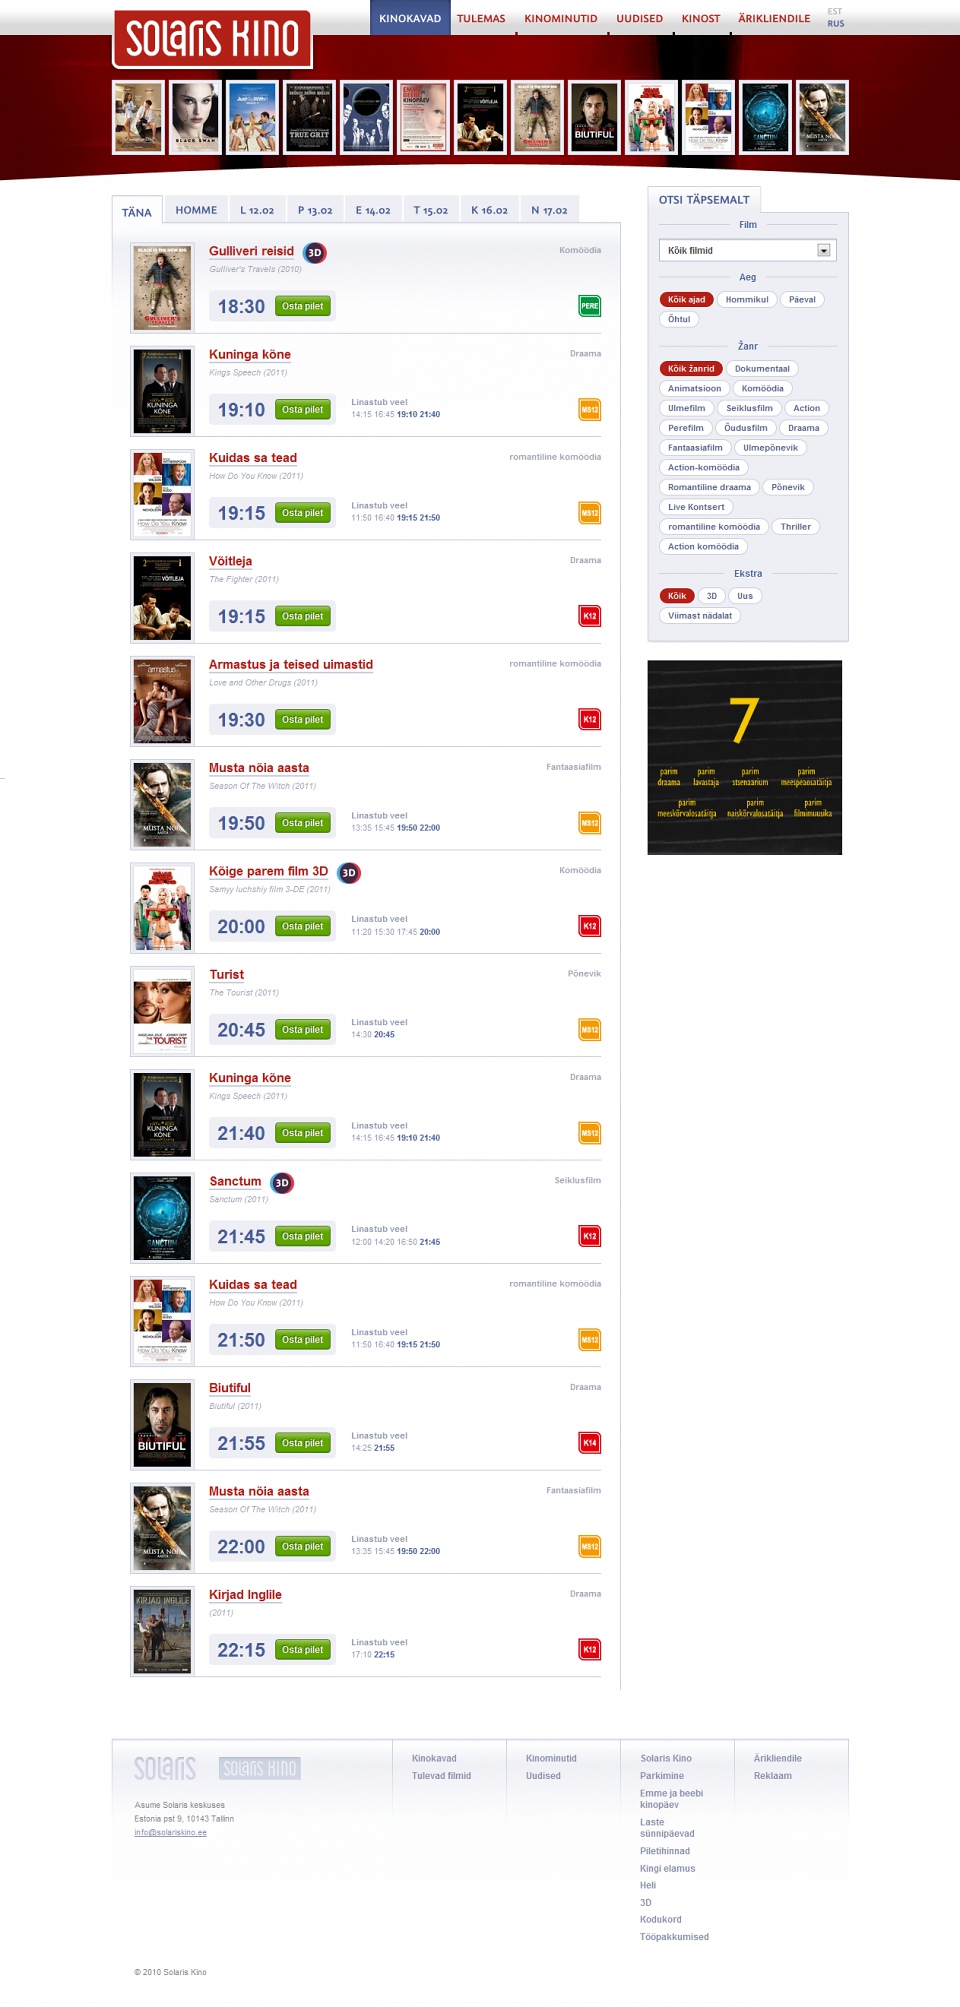 SOLARIS KINO
KINOKAVAD TULEMAS KINOMINUTID UUDISED KINOST ÄRIKLIENDILE
EST
RUS
TÄNA HOMME L 12.02 P 13.02 E 14.02 T 15.02 K 16.02 N 17.02
Gulliveri reisid 3D
Komöödia
Gulliver's Travels (2010)
18:30 Osta pilet
PERE
Kuninga kõne
Draama
Kings Speech (2011)
19:10 Osta pilet
Linastub veel
14:15 16:45 19:10 21:40
MS12
Kuidas sa tead
romantiline komöödia
How Do You Know (2011)
19:15 Osta pilet
Linastub veel
11:50 16:40 19:15 21:50
MS12
Võitleja
Draama
The Fighter (2011)
19:15 Osta pilet
K12
Armastus ja teised uimastid
romantiline komöödia
Love and Other Drugs (2011)
19:30 Osta pilet
K12
Musta nõia aasta
Fantaasiafilm
Season Of The Witch (2011)
19:50 Osta pilet
Linastub veel
13:35 15:45 19:50 22:00
MS12
Kõige parem film 3D 3D
Komöödia
Samyy luchshiy film 3-DE (2011)
20:00 Osta pilet
Linastub veel
11:20 15:30 17:45 20:00
K12
Turist
Põnevik
The Tourist (2011)
20:45 Osta pilet
Linastub veel
14:30 20:45
MS12
Kuninga kõne
Draama
Kings Speech (2011)
21:40 Osta pilet
Linastub veel
14:15 16:45 19:10 21:40
MS12
Sanctum 3D
Seiklusfilm
Sanctum (2011)
21:45 Osta pilet
Linastub veel
12:00 14:20 16:50 21:45
K12
Kuidas sa tead
romantiline komöödia
How Do You Know (2011)
21:50 Osta pilet
Linastub veel
11:50 16:40 19:15 21:50
MS12
Biutiful
Draama
Biutiful (2011)
21:55 Osta pilet
Linastub veel
14:25 21:55
K14
Musta nõia aasta
Fantaasiafilm
Season Of The Witch (2011)
22:00 Osta pilet
Linastub veel
13:35 15:45 19:50 22:00
MS12
Kirjad Inglile
Draama
(2011)
22:15 Osta pilet
Linastub veel
17:10 22:15
K12
OTSI TÄPSEMALT
Film
Kõik filmid
Aeg
Kõik ajad Hommikul Päeval
Õhtul
Žanr
Kõik žanrid Dokumentaal
Animatsioon Komöödia
Ulmefilm Seiklusfilm Action
Perefilm Õudusfilm Draama
Fantaasiafilm Ulmepõnevik
Action-komöödia
Romantiline draama Põnevik
Live Kontsert
romantiline komöödia Thriller
Action komöödia
Ekstra
Kõik 3D Uus
Viimast nädalat
7
parim draama
parim lavastaja
parim stsenaarium
parim meespeaosatäitja
parim meeskõrvalosatäitja
parim naiskõrvalosatäitja
parim filmimuusika
SOLARIS SOLARIS KINO
Asume Solaris keskuses
Estonia pst 9, 10143 Tallinn
info@solariskino.ee
Kinokavad
Tulevad filmid
Kinominutid
Uudised
Solaris Kino
Parkimine
Emme ja beebi
kinopäev
Laste
sünnipäevad
Piletihinnad
Kingi elamus
Heli
3D
Kodukord
Tööpakkumised
Ärikliendile
Reklaam
© 2010 Solaris Kino